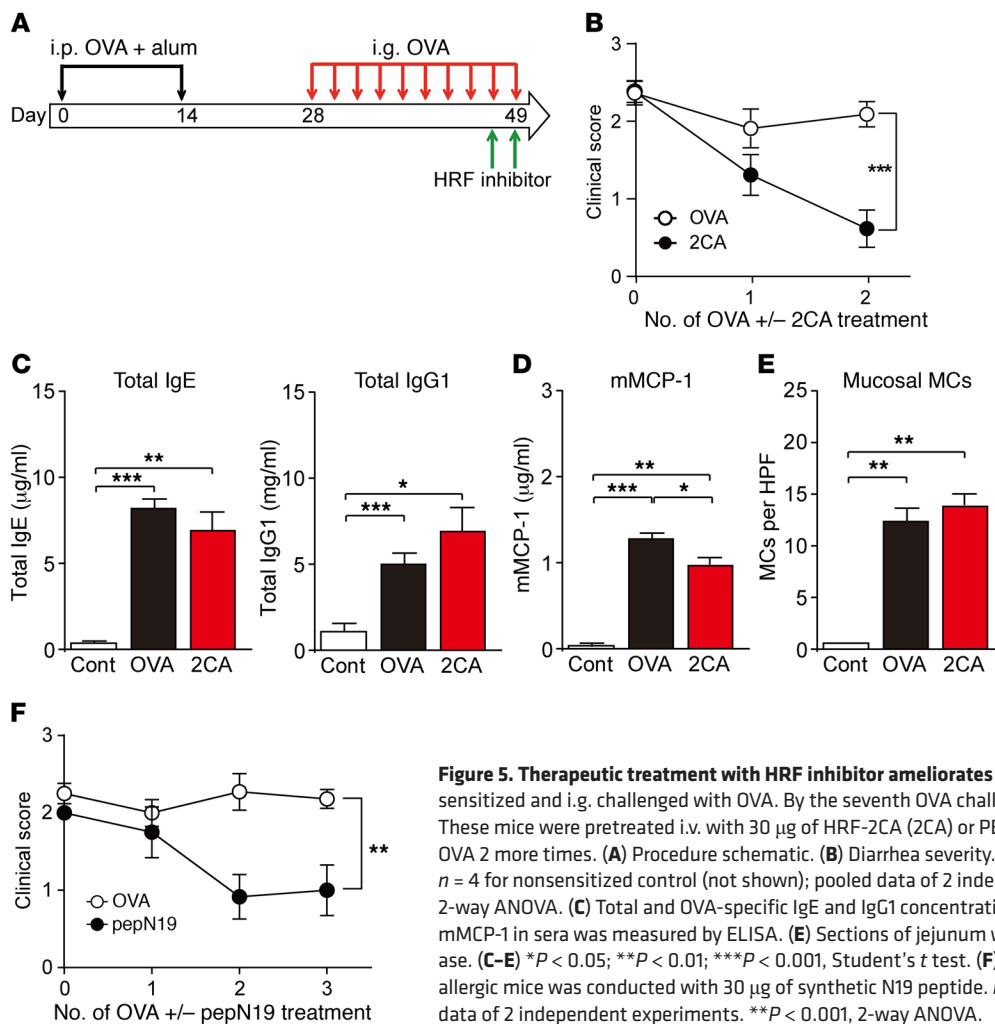 A
i.p. OVA + alum
i.g. OVA
Day 0 14 28 49
HRF inhibitor
B
3
2
1
0
Clinical score
***
OVA
2CA
0 1 2
No. of OVA +/– 2CA treatment
C
Total IgE
15
10
5
0
Total IgE (μg/ml)
**
***
Cont OVA 2CA
Total IgG1
15
10
5
0
Total IgG1 (mg/ml)
*
***
Cont OVA 2CA
D
mMCP-1
3
2
1
0
mMCP-1 (μg/ml)
**
*** *
Cont OVA 2CA
E
Mucosal MCs
25
20
15
10
5
0
MCs per HPF
**
**
Cont OVA 2CA
F
3
2
1
0
Clinical score
**
OVA
pepN19
0 1 2 3
No. of OVA +/– pepN19 treatment
Figure 5. Therapeutic treatment with HRF inhibitor ameliorates
sensitized and i.g. challenged with OVA. By the seventh OVA chall
These mice were pretreated i.v. with 30 μg of HRF-2CA (2CA) or
OVA 2 more times. (A) Procedure schematic. (B) Diarrhea severity.
n = 4 for nonsensitized control (not shown); pooled data of 2 inde
2-way ANOVA. (C) Total and OVA-specific IgE and IgG1 concentrati
mMCP-1 in sera was measured by ELISA. (E) Sections of jejunum
ase. (C–E) *P < 0.05; **P < 0.01; ***P < 0.001, Student's t test. (F)
allergic mice was conducted with 30 μg of synthetic N19 peptide.
data of 2 independent experiments. **P < 0.001, 2-way ANOVA.